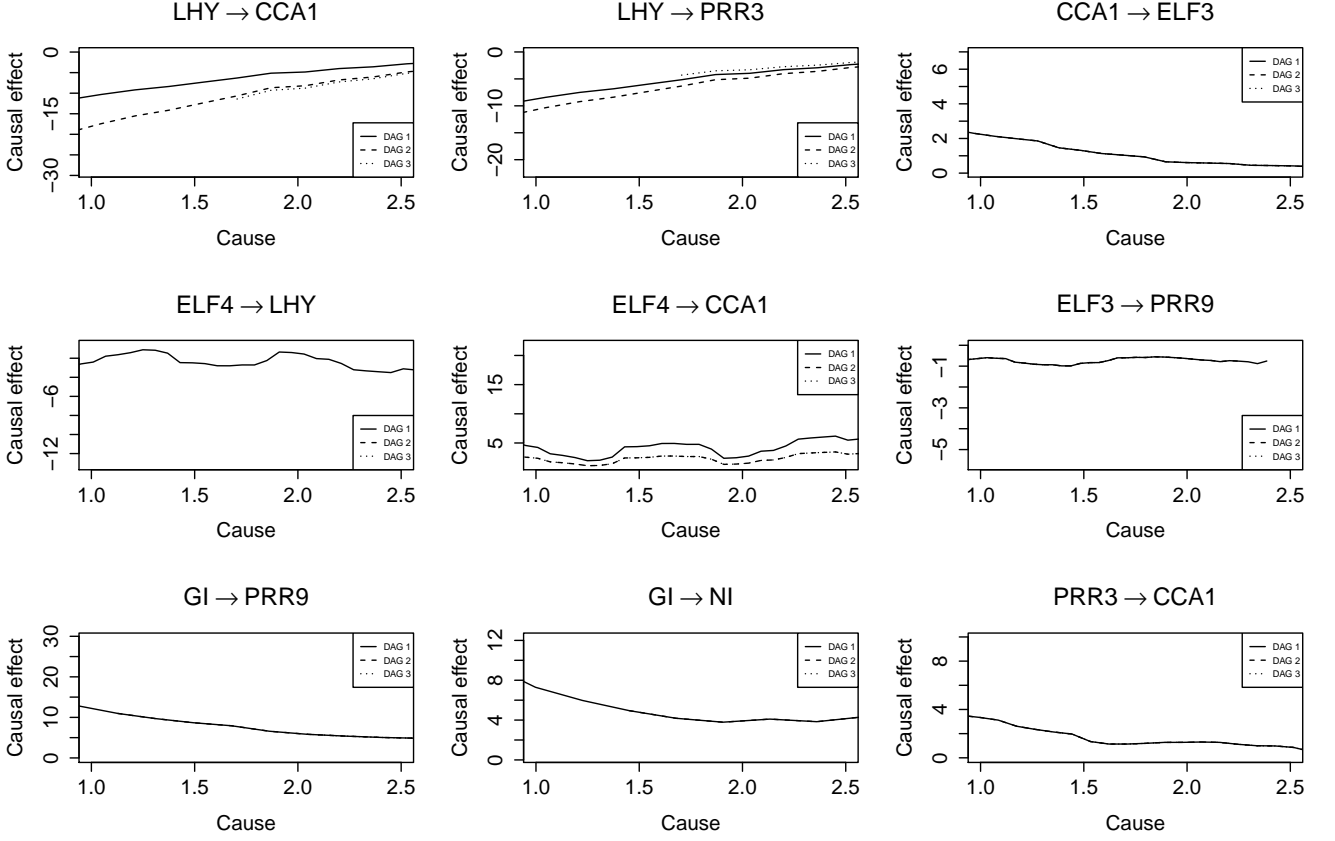 LHY → CCA1
Causal effect
0
−15
−30
DAG 1
DAG 2
DAG 3
1.0 1.5 2.0 2.5
Cause
LHY → PRR3
Causal effect
0
−10
−20
DAG 1
DAG 2
DAG 3
1.0 1.5 2.0 2.5
Cause
CCA1 → ELF3
Causal effect
6
4
2
0
DAG 1
DAG 2
DAG 3
1.0 1.5 2.0 2.5
Cause
ELF4 → LHY
Causal effect
−6
−12
DAG 1
DAG 2
DAG 3
1.0 1.5 2.0 2.5
Cause
ELF4 → CCA1
Causal effect
15
5
DAG 1
DAG 2
DAG 3
1.0 1.5 2.0 2.5
Cause
ELF3 → PRR9
Causal effect
−1
−3
−5
DAG 1
DAG 2
DAG 3
1.0 1.5 2.0 2.5
Cause
GI → PRR9
Causal effect
30
20
10
0
DAG 1
DAG 2
DAG 3
1.0 1.5 2.0 2.5
Cause
GI → NI
Causal effect
12
8
4
0
DAG 1
DAG 2
DAG 3
1.0 1.5 2.0 2.5
Cause
PRR3 → CCA1
Causal effect
8
4
0
DAG 1
DAG 2
DAG 3
1.0 1.5 2.0 2.5
Cause